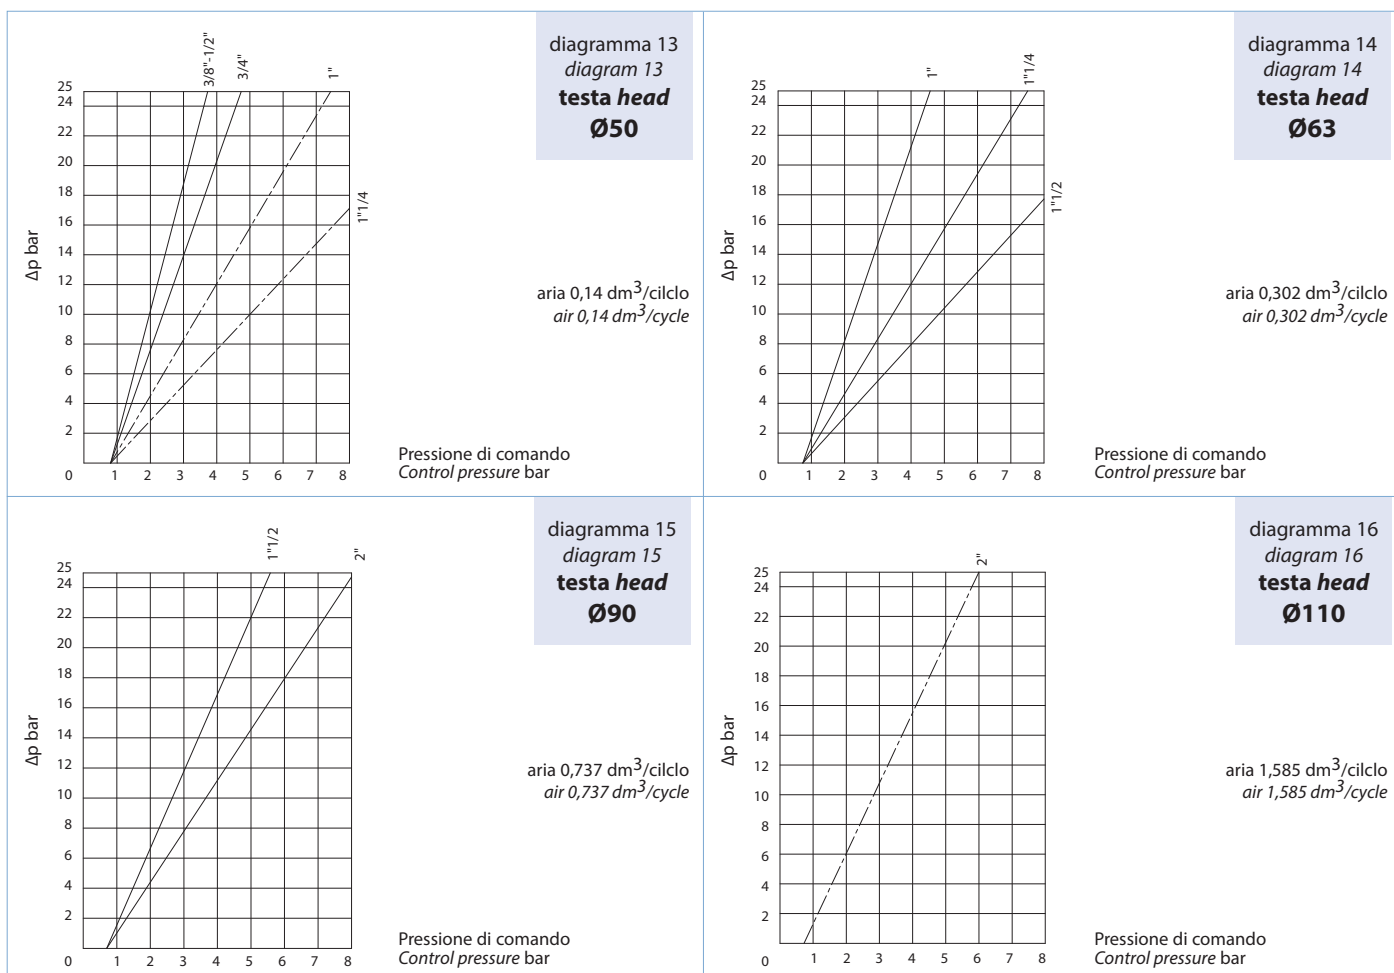 diagramma 13
diagram 13
testa head
Ø50
3/8"-1/2"
3/4"
1"
1"1/4
25
24
22
20
18
16
14
12
10
8
6
4
2
0
Δp bar
1 2 3 4 5 6 7 8
aria 0,14 dm3/cilclo
air 0,14 dm3/cycle
Pressione di comando
Control pressure bar
diagramma 14
diagram 14
testa head
Ø63
1"
1"1/4
1"1/2
25
24
22
20
18
16
14
12
10
8
6
4
2
0
Δp bar
1 2 3 4 5 6 7 8
aria 0,302 dm3/cilclo
air 0,302 dm3/cycle
Pressione di comando
Control pressure bar
diagramma 15
diagram 15
testa head
Ø90
1"1/2
2"
25
24
22
20
18
16
14
12
10
8
6
4
2
0
Δp bar
1 2 3 4 5 6 7 8
aria 0,737 dm3/cilclo
air 0,737 dm3/cycle
Pressione di comando
Control pressure bar
diagramma 16
diagram 16
testa head
Ø110
2"
25
24
22
20
18
16
14
12
10
8
6
4
2
0
Δp bar
1 2 3 4 5 6 7 8
aria 1,585 dm3/cilclo
air 1,585 dm3/cycle
Pressione di comando
Control pressure bar